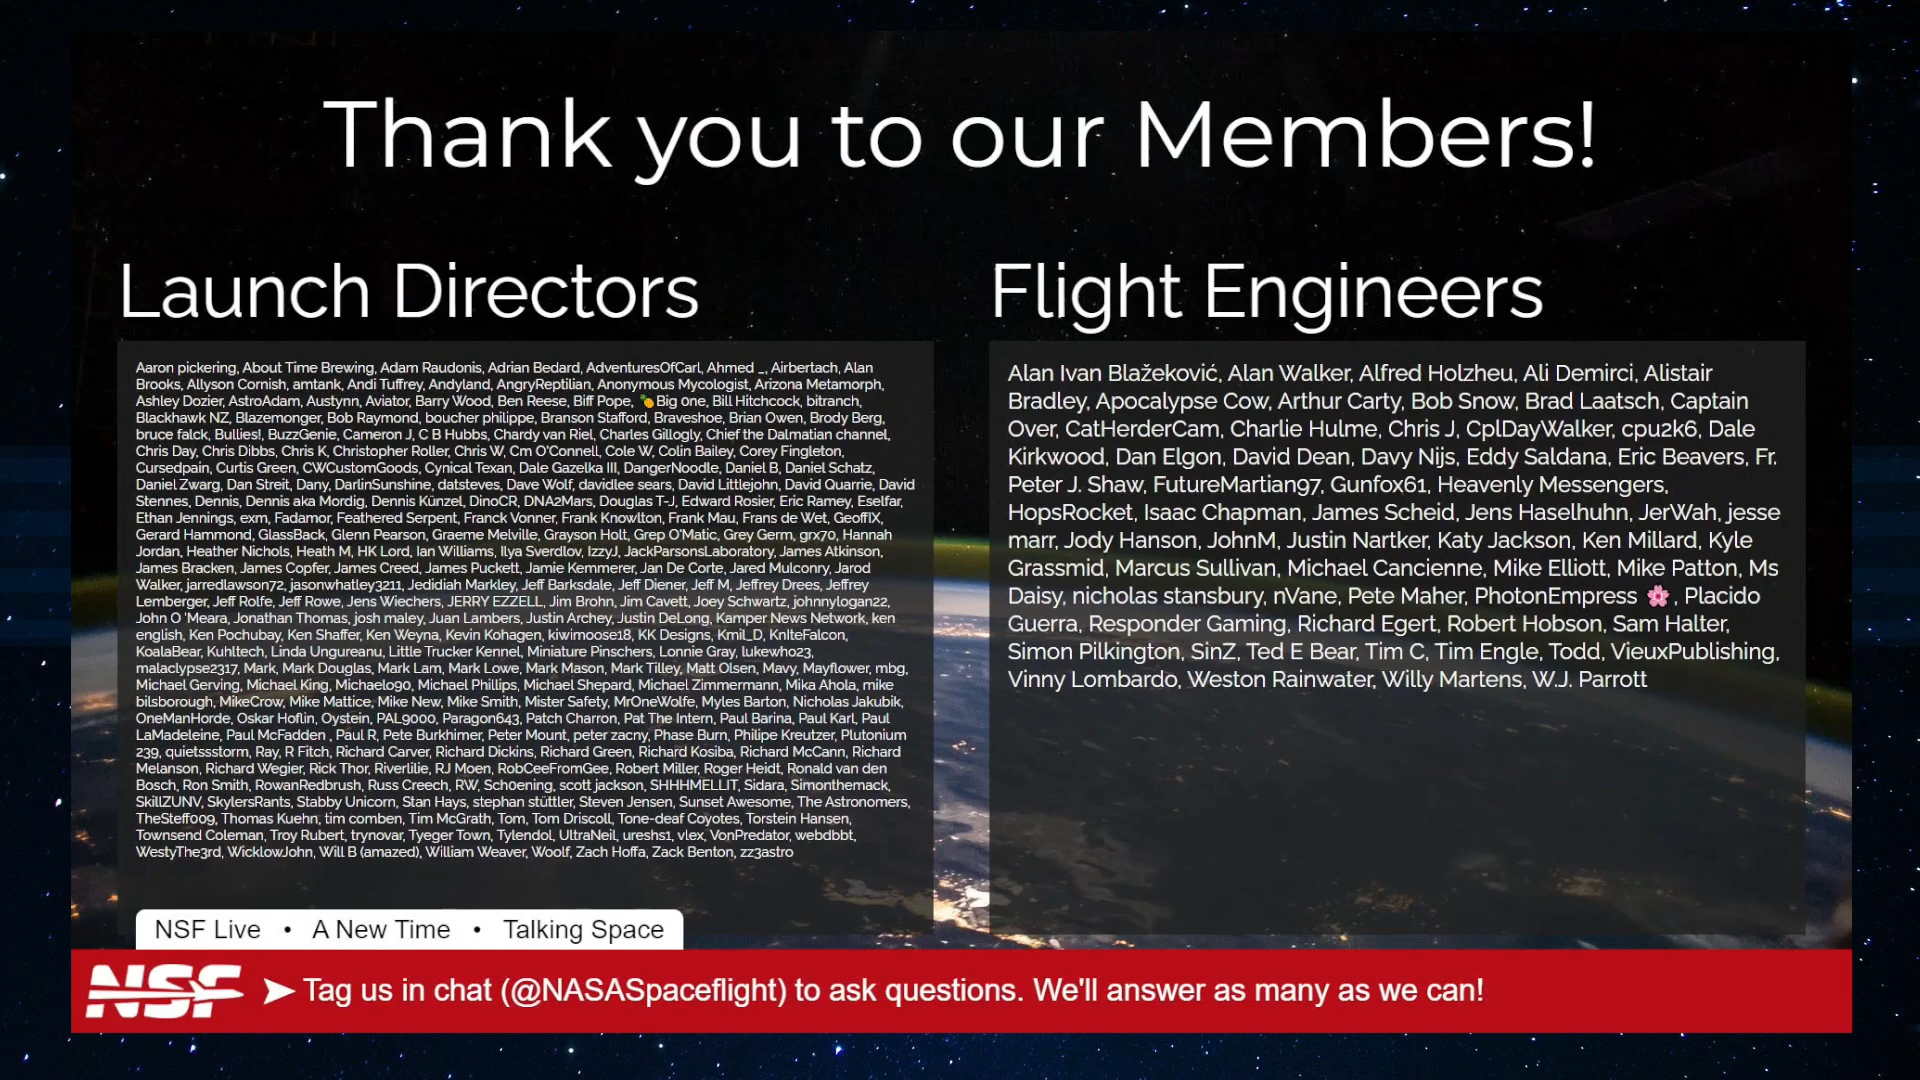 Thank you to our Members!
Launch Directors
Aaron pickering, About Time Brewing, Adam Raudonis, Adrian Bedard, AdventuresOfCarl, Ahmed _, Airbertach, Alan
Brooks, Allyson Cornish, amtank, Andi Tuffrey, Andyland, AngryReptilian, Anonymous Mycologist, Arizona Metamorph,
Ashley Dozier, AstroAdam, Austynn, Aviator, Barry Wood, Ben Reese, Biff Pope, 🍍Big 0ne, Bill Hitchcock, bitranch,
Blackhawk NZ, Blazemonger, Bob Raymond, boucher philippe, Branson Stafford, Braveshoe, Brian Owen, Brody Berg,
bruce falck, Bullies!, BuzzGenie, Cameron J, C B Hubbs, Chardy van Riel, Charles Gillogly, Chief the Dalmatian channel,
Chris Day, Chris Dibbs, Chris K, Christopher Roller, Chris W, Cm O'Connell, Cole W, Colin Bailey, Corey Fingleton,
Cursedpain, Curtis Green, CWCustomGoods, Cynical Texan, Dale Gazelka III, DangerNoodle, Daniel B, Daniel Schatz,
Daniel Zwarg, Dan Streit, Dany, DarlinSunshine, datsteves, Dave Wolf, davidlee sears, David Littlejohn, David Quarrie, David
Stennes, Dennis, Dennis aka Mordig, Dennis Künzel, DinoCR, DNA2Mars, Douglas T-J, Edward Rosier, Eric Ramey, Eselfar,
Ethan Jennings, exm, Fadamor, Feathered Serpent, Franck Vonner, Frank Knowlton, Frank Mau, Frans de Wet, GeoffIX,
Gerard Hammond, GlassBack, Glenn Pearson, Graeme Melville, Grayson Holt, Grep O'Matic, Grey Germ, grx70, Hannah
Jordan, Heather Nichols, Heath M, HK Lord, Ian Williams, Ilya Sverdlov, IzzyJ, JackParsonsLaboratory, James Atkinson,
James Bracken, James Copfer, James Creed, James Puckett, Jamie Kemmerer, Jan De Corte, Jared Mulconry, Jarod
Walker, jarredlawson72, jasonwhatley3211, Jedidiah Markley, Jeff Barksdale, Jeff Diener, Jeff M, Jeffrey Drees, Jeffrey
Lemberger, Jeff Rolfe, Jeff Rowe, Jens Wiechers, JERRY EZZELL, Jim Brohn, Jim Cavett, Joey Schwartz, johnnylogan22,
John O 'Meara, Jonathan Thomas, josh maley, Juan Lambers, Justin Archey, Justin DeLong, Kamper News Network, ken
english, Ken Pochubay, Ken Shaffer, Ken Weyna, Kevin Kohagen, kiwimoose18, KK Designs, Kmil_D, KnIteFalcon,
KoalaBear, Kuhltech, Linda Ungureanu, Little Trucker Kennel, Miniature Pinschers, Lonnie Gray, lukewho23,
malaclypse2317, Mark, Mark Douglas, Mark Lam, Mark Lowe, Mark Mason, Mark Tilley, Matt Olsen, Mavy, Mayflower, mbg,
Michael Gerving, Michael King, Michael090, Michael Phillips, Michael Shepard, Michael Zimmermann, Mika Ahola, mike
bilsborough, MikeCrow, Mike Mattice, Mike New, Mike Smith, Mister Safety, MrOneWolfe, Myles Barton, Nicholas Jakubik,
OneManHorde, Oskar Hoflin, Oystein, PAL9000, Paragon643, Patch Charron, Pat The Intern, Paul Barina, Paul Karl, Paul
LaMadeleine, Paul McFadden , Paul R, Pete Burkhimer, Peter Mount, peter zacny, Phase Burn, Philipe Kreutzer, Plutonium
239, quietssstorm, Ray, R Fitch, Richard Carver, Richard Dickins, Richard Green, Richard Kosiba, Richard McCann, Richard
Melanson, Richard Wegier, Rick Thor, Riverlilie, RJ Moen, RobCeeFromGee, Robert Miller, Roger Heidt, Ronald van den
Bosch, Ron Smith, RowanRedbrush, Russ Creech, RW, Sch0ening, scott jackson, SHHHMELLIT, Sidara, Simonthemack,
SkillZUNV, SkylersRants, Stabby Unicorn, Stan Hays, stephan stüttler, Steven Jensen, Sunset Awesome, The Astronomers,
TheSteff009, Thomas Kuehn, tim comben, Tim McGrath, Tom, Tom Driscoll, Tone-deaf Coyotes, Torstein Hansen,
Townsend Coleman, Troy Rubert, trynovar, Tyeger Town, Tylendol, UltraNeil, ureshs1, vlex, VonPredator, webdbbt,
WestyThe3rd, WicklowJohn, Will B (amazed), William Weaver, Woolf, Zach Hoffa, Zack Benton, zz3astro
Flight Engineers
Alan Ivan Blažeković, Alan Walker, Alfred Holzheu, Ali Demirci, Alistair
Bradley, Apocalypse Cow, Arthur Carty, Bob Snow, Brad Laatsch, Captain
Over, CatHerderCam, Charlie Hulme, Chris J, CplDayWalker, cpu2k6, Dale
Kirkwood, Dan Elgon, David Dean, Davy Nijs, Eddy Saldana, Eric Beavers, Fr.
Peter J. Shaw, FutureMartian97, Gunfox61, Heavenly Messengers,
HopsRocket, Isaac Chapman, James Scheid, Jens Haselhuhn, JerWah, jesse
marr, Jody Hanson, JohnM, Justin Nartker, Katy Jackson, Ken Millard, Kyle
Grassmid, Marcus Sullivan, Michael Cancienne, Mike Elliott, Mike Patton, Ms
Daisy, nicholas stansbury, nVane, Pete Maher, PhotonEmpress 🌸 , Placido
Guerra, Responder Gaming, Richard Egert, Robert Hobson, Sam Halter,
Simon Pilkington, SinZ, Ted E Bear, Tim C, Tim Engle, Todd, VieuxPublishing,
Vinny Lombardo, Weston Rainwater, Willy Martens, W.J. Parrott
NSF Live • A New Time • Talking Space
NSF ➤ Tag us in chat (@NASASpaceflight) to ask questions. We'll answer as many as we can!